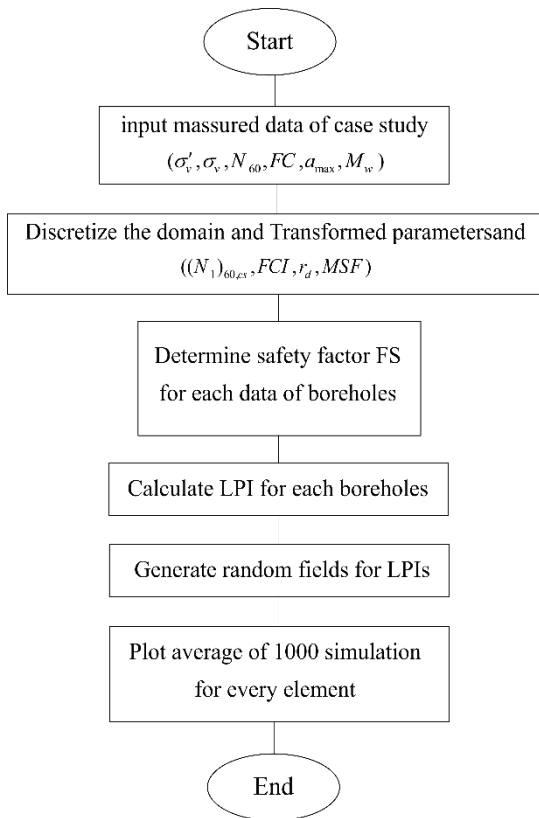 Start
input massured data of case study
(σ′v, σv, N60, FC, amax, Mw)
Discretize the domain and Transformed parametersand
((N1)60,cs, FCI, rd, MSF)
Determine safety factor FS
for each data of boreholes
Calculate LPI for each boreholes
Generate random fields for LPIs
Plot average of 1000 simulation
for every element
End